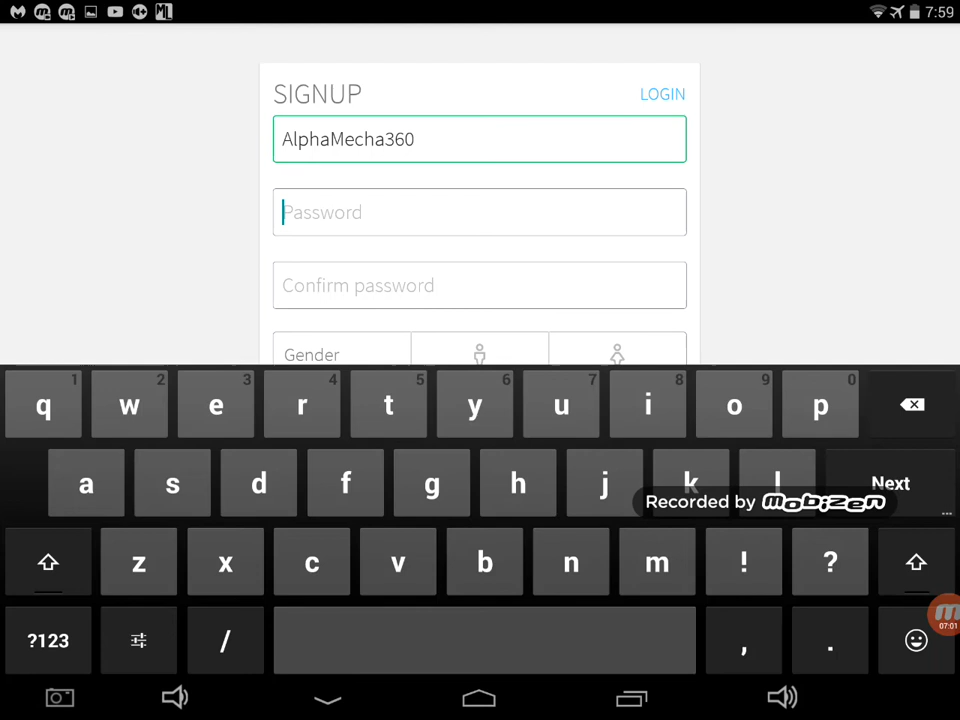 7:59
SIGNUP LOGIN
AlphaMecha360
Password
Confirm password
Gender
1 2 3 4 5 6 7 8 9 0
q w e r t y u i o p
a s d f g h j k l Next
Recorded by mobizen
z x c v b n m ! ?
?123 / , .
07:01